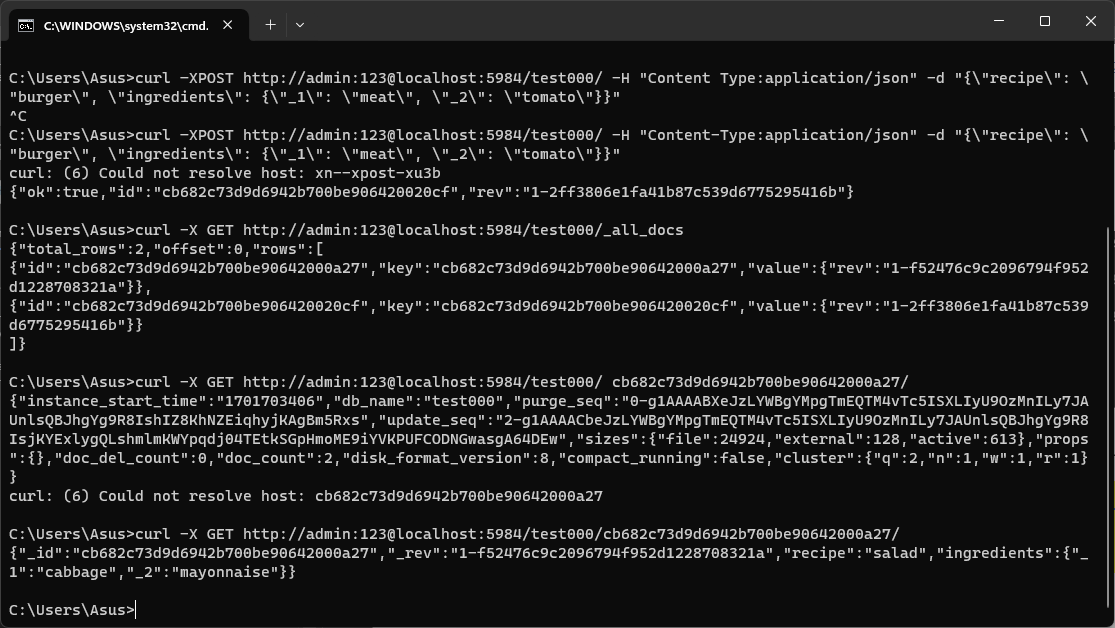 C:\WINDOWS\system32\cmd.
C:\Users\Asus>curl –XPOST http://admin:123@localhost:5984/test000/ –H "Content Type:application/json" –d "{\"recipe\": \
"burger\", \"ingredients\": {\"_1\": \"meat\", \"_2\": \"tomato\"}}"
^C
C:\Users\Asus>curl –XPOST http://admin:123@localhost:5984/test000/ –H "Content-Type:application/json" –d "{\"recipe\": \
"burger\", \"ingredients\": {\"_1\": \"meat\", \"_2\": \"tomato\"}}"
curl: (6) Could not resolve host: xn--xpost-xu3b
{"ok":true,"id":"cb682c73d9d6942b700be906420020cf","rev":"1-2ff3806e1fa41b87c539d6775295416b"}
C:\Users\Asus>curl –X GET http://admin:123@localhost:5984/test000/_all_docs
{"total_rows":2,"offset":0,"rows":[
{"id":"cb682c73d9d6942b700be90642000a27","key":"cb682c73d9d6942b700be90642000a27","value":{"rev":"1-f52476c9c2096794f952
d1228708321a"}},
{"id":"cb682c73d9d6942b700be906420020cf","key":"cb682c73d9d6942b700be906420020cf","value":{"rev":"1-2ff3806e1fa41b87c539
d6775295416b"}}
]}
C:\Users\Asus>curl –X GET http://admin:123@localhost:5984/test000/ cb682c73d9d6942b700be90642000a27/
{"instance_start_time":"1701703406","db_name":"test000","purge_seq":"0-g1AAAABXeJzLYWBgYMpgTmEQTM4vTc5ISXLIyU9OzMnILy7JA
UnlsQBJhgYg9R8IshIZ8KhNZEiqhyjKAgBm5Rxs","update_seq":"2-g1AAAACbeJzLYWBgYMpgTmEQTM4vTc5ISXLIyU9OzMnILy7JAUnlsQBJhgYg9R8
IsjKYExlygQLshmlmKWYpqdj04TEtkSGpHmoME9iYVKPUFCODNGwasgA64DEw","sizes":{"file":24924,"external":128,"active":613},"props
":{},"doc_del_count":0,"doc_count":2,"disk_format_version":8,"compact_running":false,"cluster":{"q":2,"n":1,"w":1,"r":1}
}
curl: (6) Could not resolve host: cb682c73d9d6942b700be90642000a27
C:\Users\Asus>curl –X GET http://admin:123@localhost:5984/test000/cb682c73d9d6942b700be90642000a27/
{"_id":"cb682c73d9d6942b700be90642000a27","_rev":"1-f52476c9c2096794f952d1228708321a","recipe":"salad","ingredients":{"_
1":"cabbage","_2":"mayonnaise"}}
C:\Users\Asus>